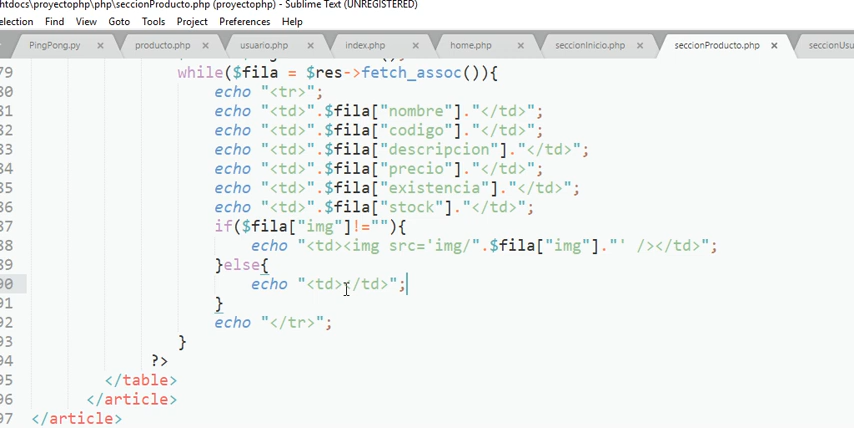 htdocs\proyectophp\php\seccionProducto.php (proyectophp) - Sublime Text (UNREGISTERED)
election Find View Goto Tools Project Preferences Help
PingPong.py × producto.php × usuario.php × index.php × home.php × seccionInicio.php × seccionProducto.php × seccionUsu
79 while($fila = $res->fetch_assoc()){
80 echo "<tr>";
81 echo "<td>".$fila["nombre"]."</td>";
82 echo "<td>".$fila["codigo"]."</td>";
83 echo "<td>".$fila["descripcion"]."</td>";
84 echo "<td>".$fila["precio"]."</td>";
85 echo "<td>".$fila["existencia"]."</td>";
86 echo "<td>".$fila["stock"]."</td>";
87 if($fila["img"]!=""){
88 echo "<td><img src='img/".$fila["img"]."' /></td>";
89 }else{
90 echo "<td></td>";
91 }
92 echo "</tr>";
93 }
94 ?>
95 </table>
96 </article>
97 </article>